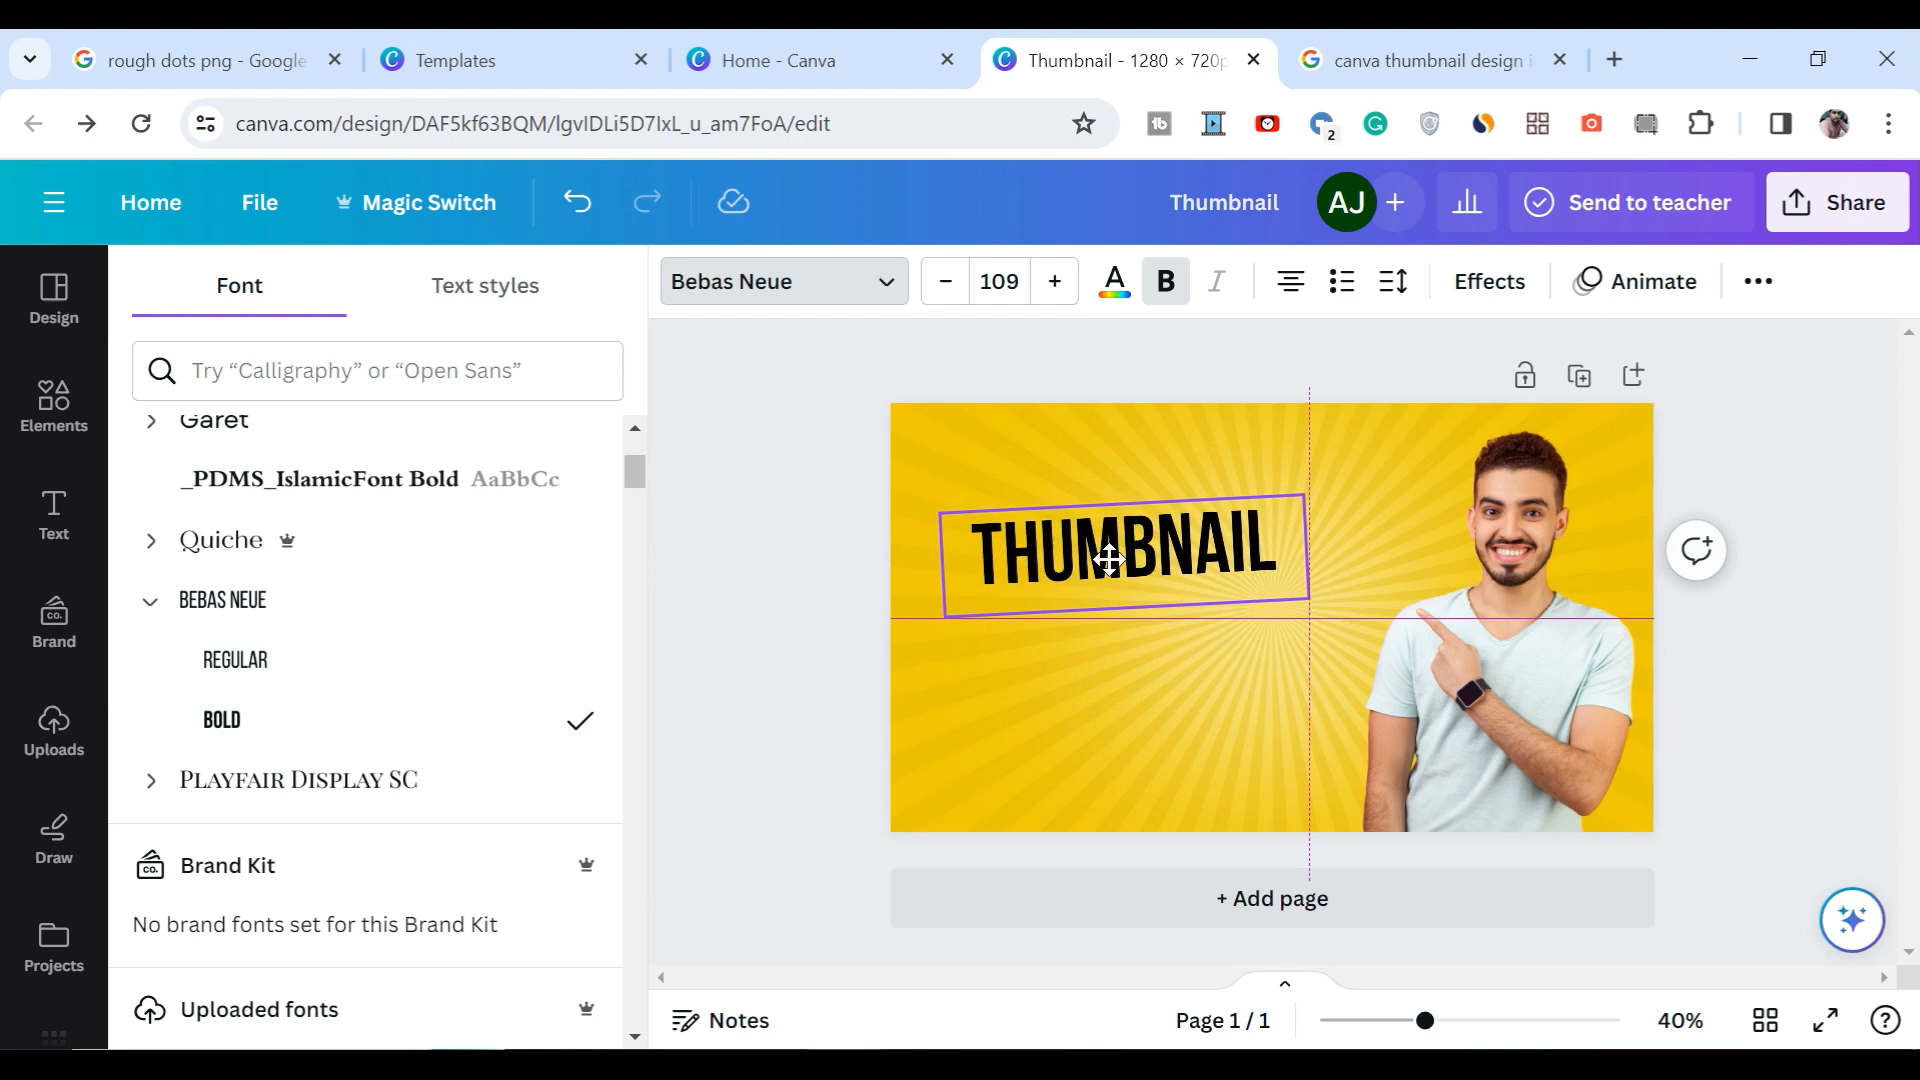 rough dots png - Google
Templates
Home - Canva
Thumbnail - 1280 × 720p
canva thumbnail design i
canva.com/design/DAF5kf63BQM/IgvIDLi5D7IxL_u_am7FoA/edit
2
Home
File
Magic Switch
Thumbnail
AJ
+
Send to teacher
Share
Design
Elements
Text
Brand
Uploads
Draw
Projects
Font
Text styles
Try “Calligraphy” or “Open Sans”
Garet
_PDMS_IslamicFont Bold AaBbCc
Quiche
BEBAS NEUE
REGULAR
BOLD
PLAYFAIR DISPLAY SC
CO.
Brand Kit
No brand fonts set for this Brand Kit
Uploaded fonts
Bebas Neue
− 109 +
A B I
Effects
Animate
THUMBNAIL
+ Add page
Notes
Page 1 / 1
40%
?